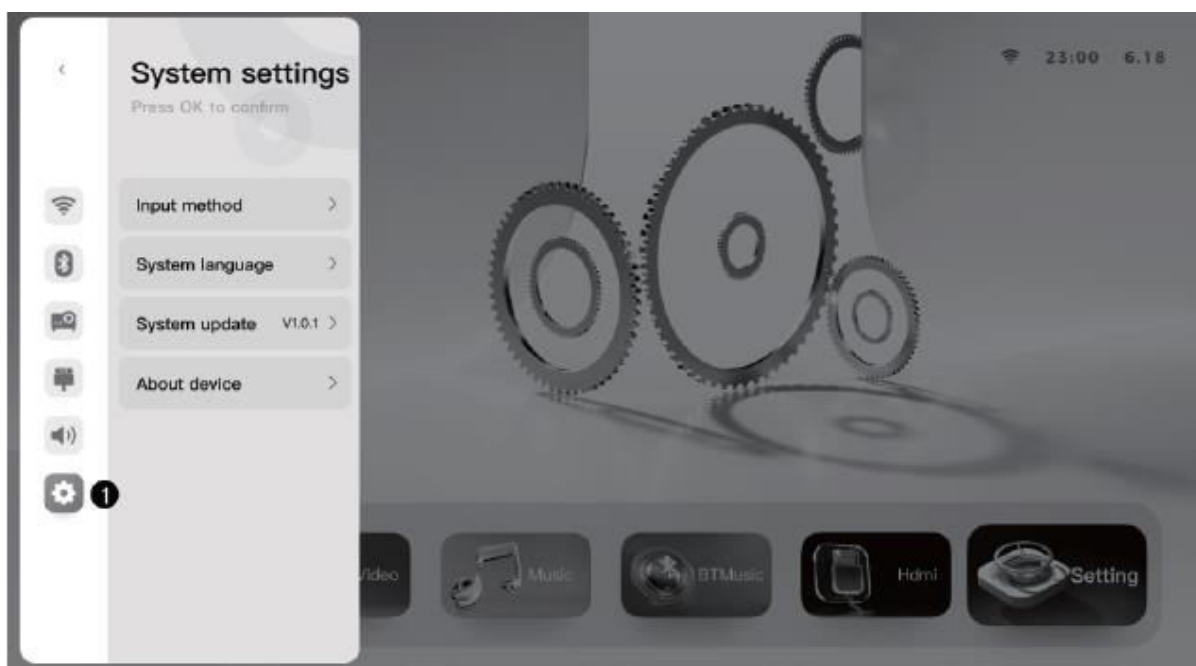 System settings
Press OK to confirm
23:00 6.18
Input method
System language
System update V1.0.1
About device
1
Video
Music
BTMusic
Hdmi
Setting